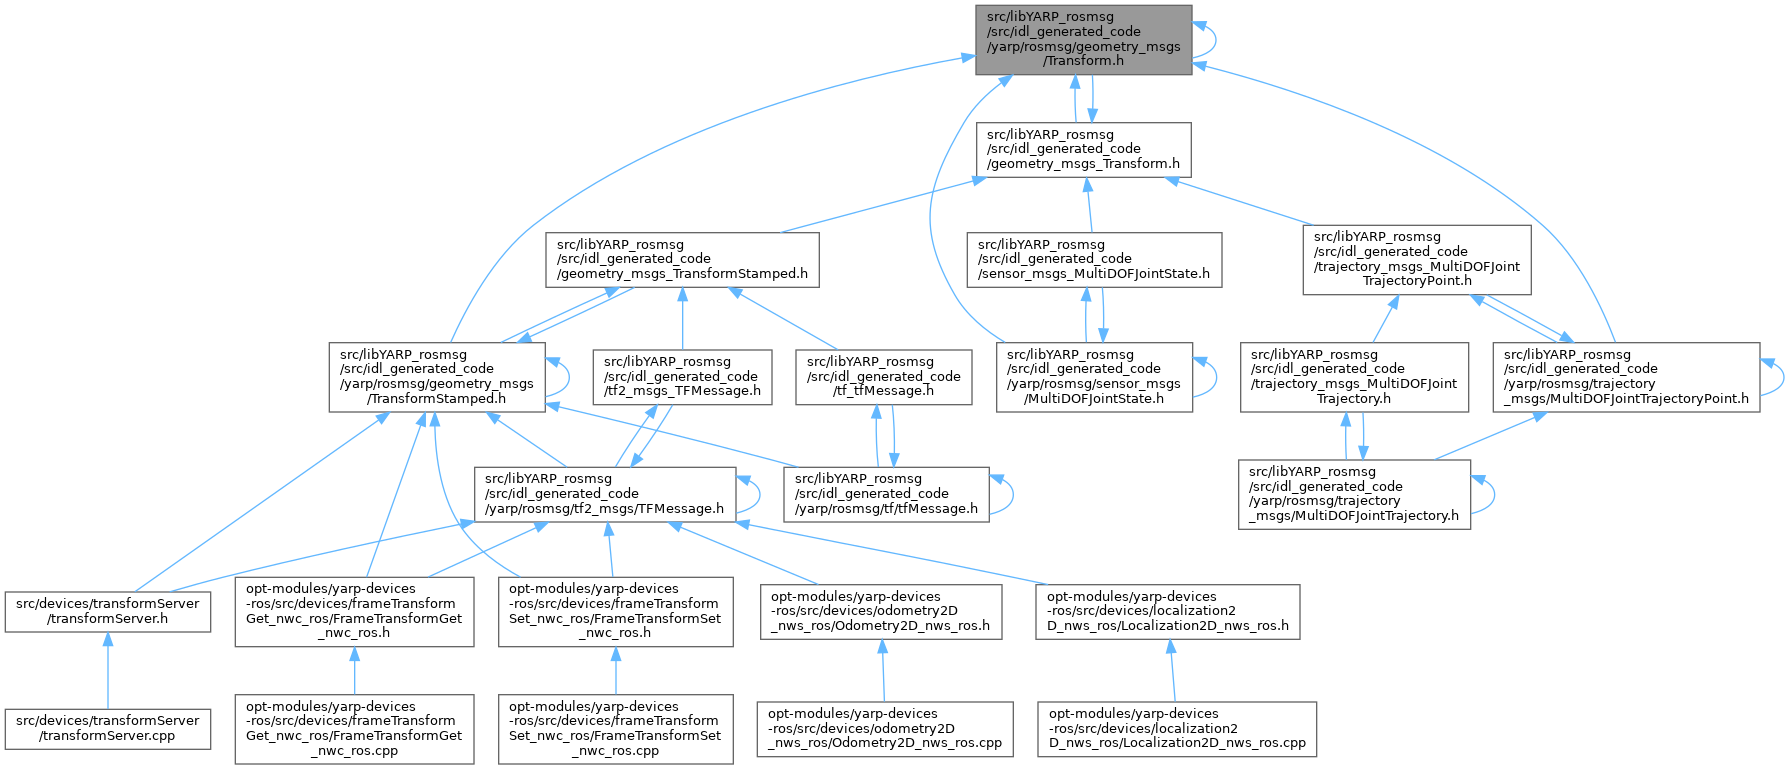 src/libYARP_rosmsg
/src/idl_generated_code
/yarp/rosmsg/geometry_msgs
/Transform.h
src/libYARP_rosmsg
/src/idl_generated_code
/geometry_msgs_Transform.h
src/libYARP_rosmsg
/src/idl_generated_code
/geometry_msgs_TransformStamped.h
src/libYARP_rosmsg
/src/idl_generated_code
/sensor_msgs_MultiDOFJointState.h
src/libYARP_rosmsg
/src/idl_generated_code
/trajectory_msgs_MultiDOFJoint
TrajectoryPoint.h
src/libYARP_rosmsg
/src/idl_generated_code
/yarp/rosmsg/geometry_msgs
/TransformStamped.h
src/libYARP_rosmsg
/src/idl_generated_code
/tf2_msgs_TFMessage.h
src/libYARP_rosmsg
/src/idl_generated_code
/tf_tfMessage.h
src/libYARP_rosmsg
/src/idl_generated_code
/yarp/rosmsg/sensor_msgs
/MultiDOFJointState.h
src/libYARP_rosmsg
/src/idl_generated_code
/trajectory_msgs_MultiDOFJoint
Trajectory.h
src/libYARP_rosmsg
/src/idl_generated_code
/yarp/rosmsg/trajectory
_msgs/MultiDOFJointTrajectoryPoint.h
src/libYARP_rosmsg
/src/idl_generated_code
/yarp/rosmsg/tf2_msgs/TFMessage.h
src/libYARP_rosmsg
/src/idl_generated_code
/yarp/rosmsg/tf/tfMessage.h
src/libYARP_rosmsg
/src/idl_generated_code
/yarp/rosmsg/trajectory
_msgs/MultiDOFJointTrajectory.h
src/devices/transformServer
/transformServer.h
opt-modules/yarp-devices
-ros/src/devices/frameTransform
Get_nwc_ros/FrameTransformGet
_nwc_ros.h
opt-modules/yarp-devices
-ros/src/devices/frameTransform
Set_nwc_ros/FrameTransformSet
_nwc_ros.h
opt-modules/yarp-devices
-ros/src/devices/odometry2D
_nws_ros/Odometry2D_nws_ros.h
opt-modules/yarp-devices
-ros/src/devices/localization2
D_nws_ros/Localization2D_nws_ros.h
src/devices/transformServer
/transformServer.cpp
opt-modules/yarp-devices
-ros/src/devices/frameTransform
Get_nwc_ros/FrameTransformGet
_nwc_ros.cpp
opt-modules/yarp-devices
-ros/src/devices/frameTransform
Set_nwc_ros/FrameTransformSet
_nwc_ros.cpp
opt-modules/yarp-devices
-ros/src/devices/odometry2D
_nws_ros/Odometry2D_nws_ros.cpp
opt-modules/yarp-devices
-ros/src/devices/localization2
D_nws_ros/Localization2D_nws_ros.cpp